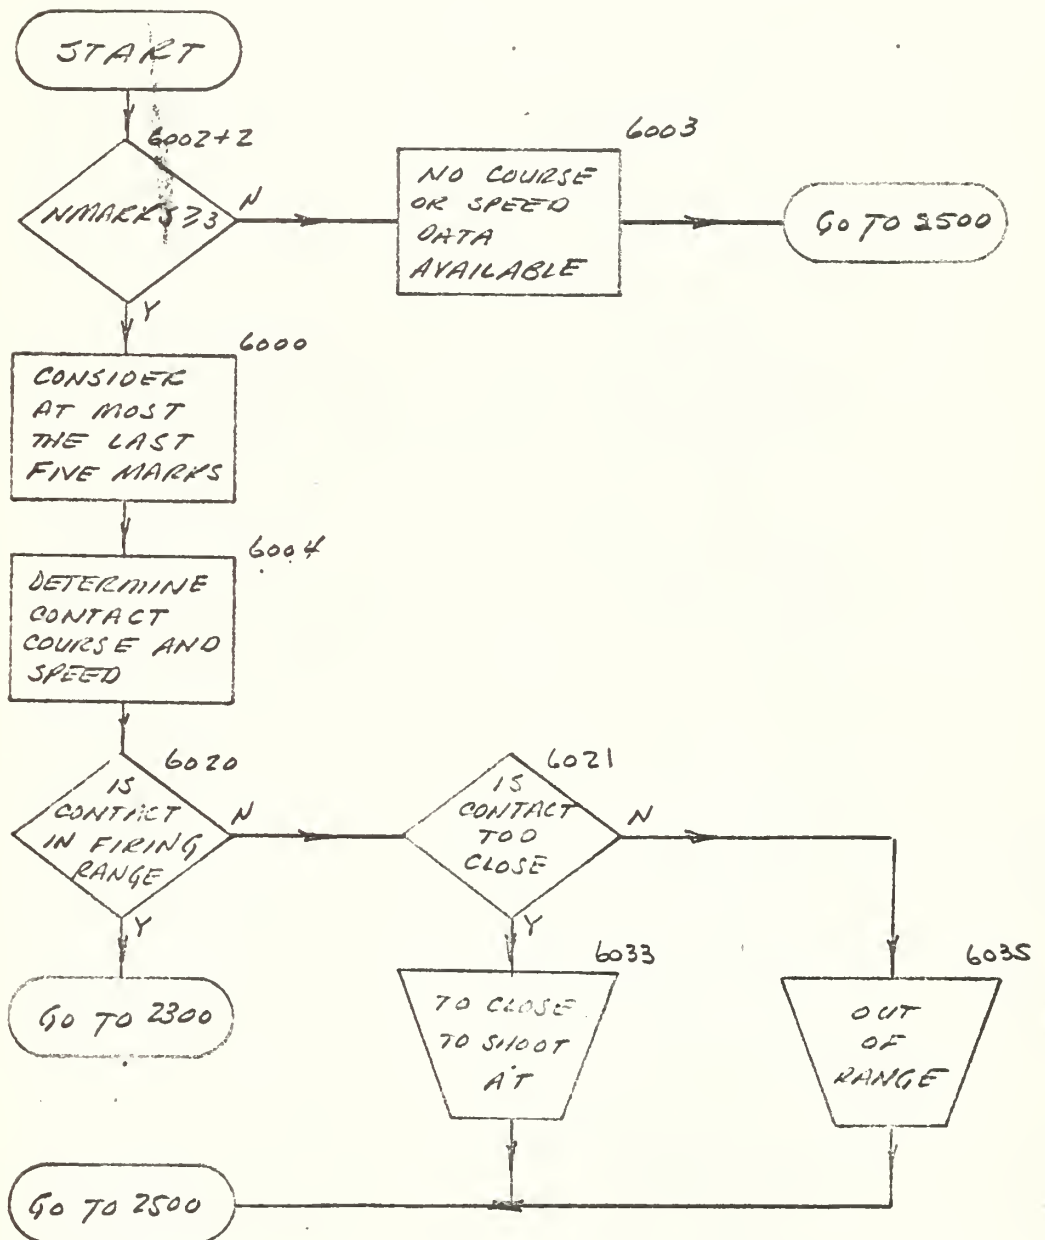 START
6002+2
NMARKS ≥3
N
6003
NO COURSE
OR SPEED
DATA
AVAILABLE
GO TO 2500
Y
6000
CONSIDER
AT MOST
THE LAST
FIVE MARKS
6004
DETERMINE
CONTACT
COURSE AND
SPEED
6020
IS
CONTACT
IN FIRING
RANGE
N
6021
IS
CONTACT
TOO
CLOSE
N
Y
GO TO 2300
Y
6033
TO CLOSE
TO SHOOT
AT
6035
OUT
OF
RANGE
GO TO 2500